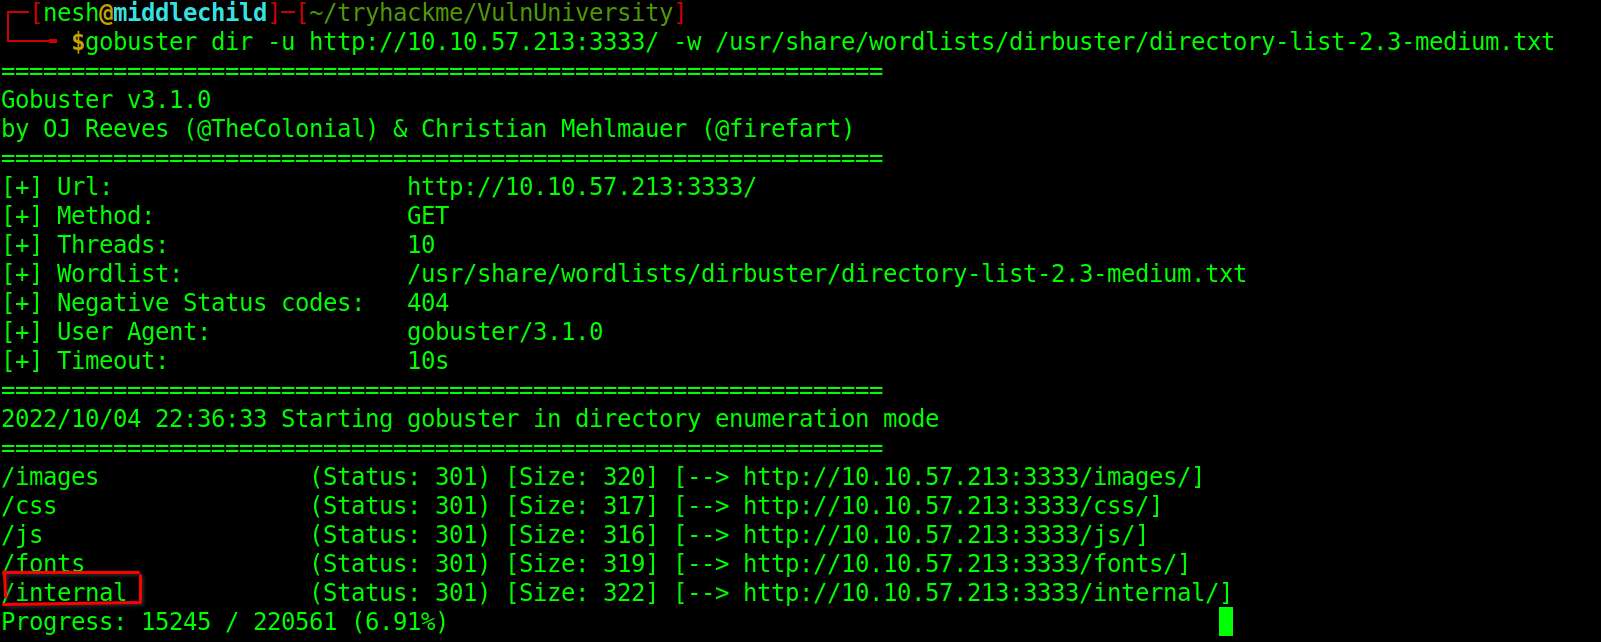 [nesh@middlechild]─[~/tryhackme/VulnUniversity]
$gobuster dir -u http://10.10.57.213:3333/ -w /usr/share/wordlists/dirbuster/directory-list-2.3-medium.txt
===============================================================
Gobuster v3.1.0
by OJ Reeves (@TheColonial) & Christian Mehlmauer (@firefart)
===============================================================
[+] Url:                     http://10.10.57.213:3333/
[+] Method:                  GET
[+] Threads:                 10
[+] Wordlist:                /usr/share/wordlists/dirbuster/directory-list-2.3-medium.txt
[+] Negative Status codes:   404
[+] User Agent:              gobuster/3.1.0
[+] Timeout:                 10s
===============================================================
2022/10/04 22:36:33 Starting gobuster in directory enumeration mode
===============================================================
/images               (Status: 301) [Size: 320] [--> http://10.10.57.213:3333/images/]
/css                  (Status: 301) [Size: 317] [--> http://10.10.57.213:3333/css/]
/js                   (Status: 301) [Size: 316] [--> http://10.10.57.213:3333/js/]
/fonts                (Status: 301) [Size: 319] [--> http://10.10.57.213:3333/fonts/]
/internal             (Status: 301) [Size: 322] [--> http://10.10.57.213:3333/internal/]
Progress: 15245 / 220561 (6.91%)